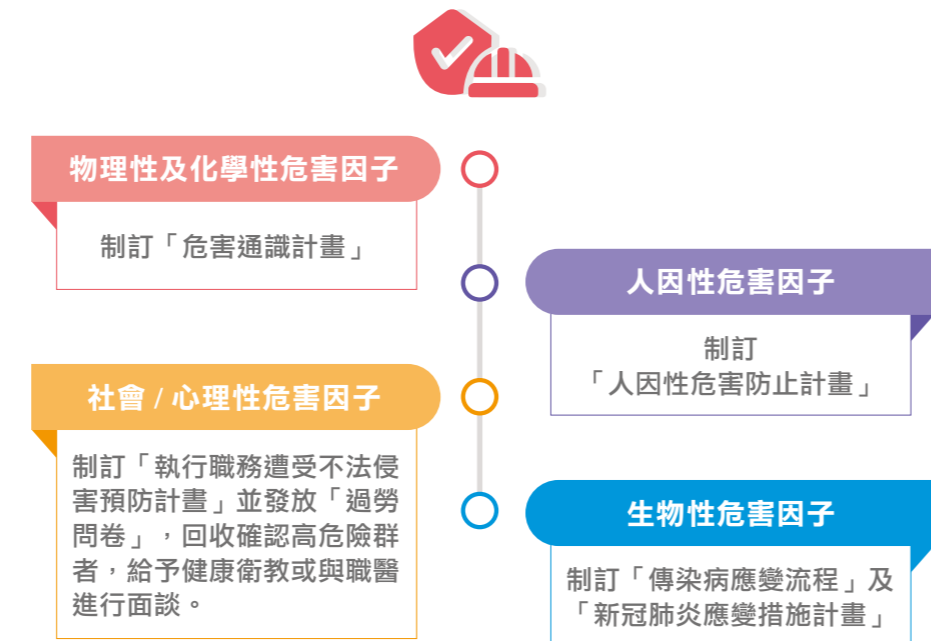 物理性及化學性危害因子
制訂「危害通識計畫」
人因性危害因子
制訂
「人因性危害防止計畫」
社會 / 心理性危害因子
制訂「執行職務遭受不法侵
害預防計畫」並發放「過勞
問卷」，回收確認高危險群
者，給予健康衛教或與職醫
進行面談。
生物性危害因子
制訂「傳染病應變流程」及
「新冠肺炎應變措施計畫」